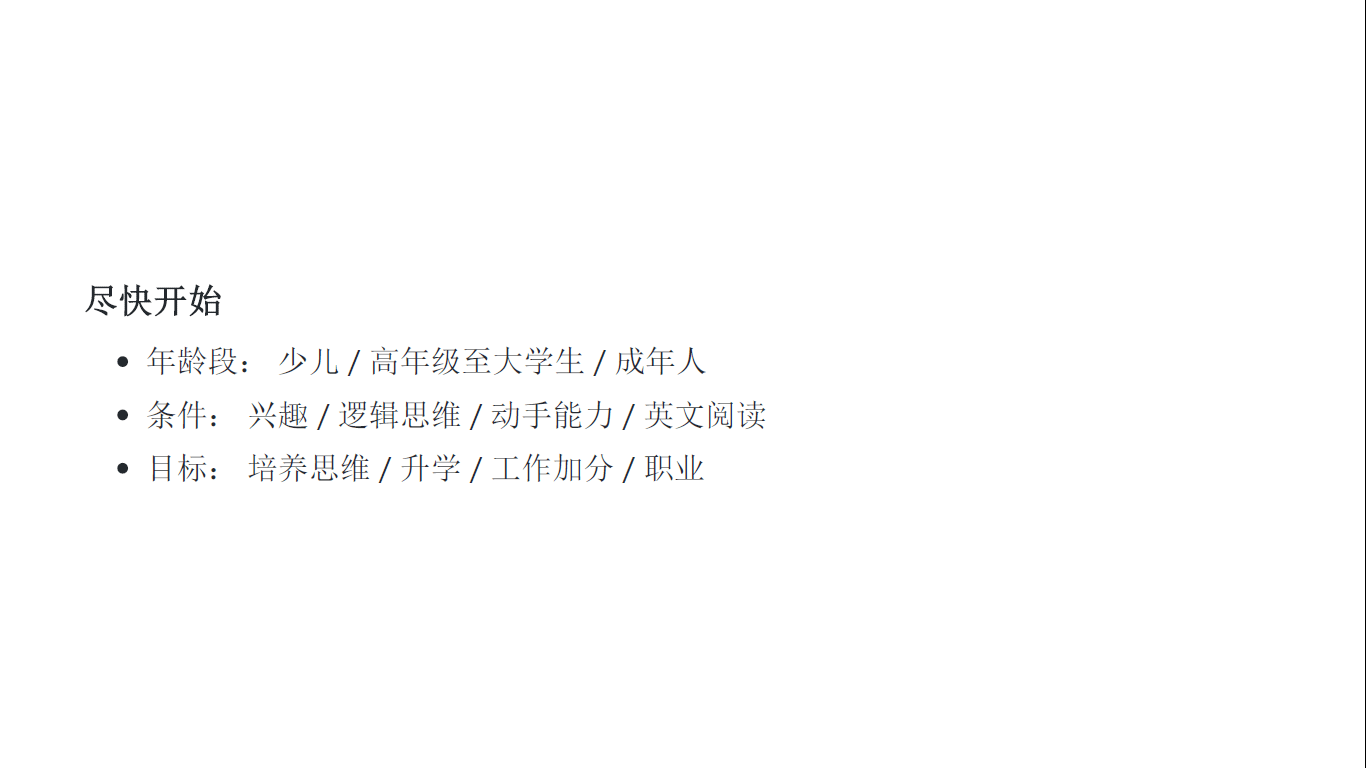 尽快开始
• 年龄段： 少儿 / 高年级至大学生 / 成年人
• 条件： 兴趣 / 逻辑思维 / 动手能力 / 英文阅读
• 目标： 培养思维 / 升学 / 工作加分 / 职业